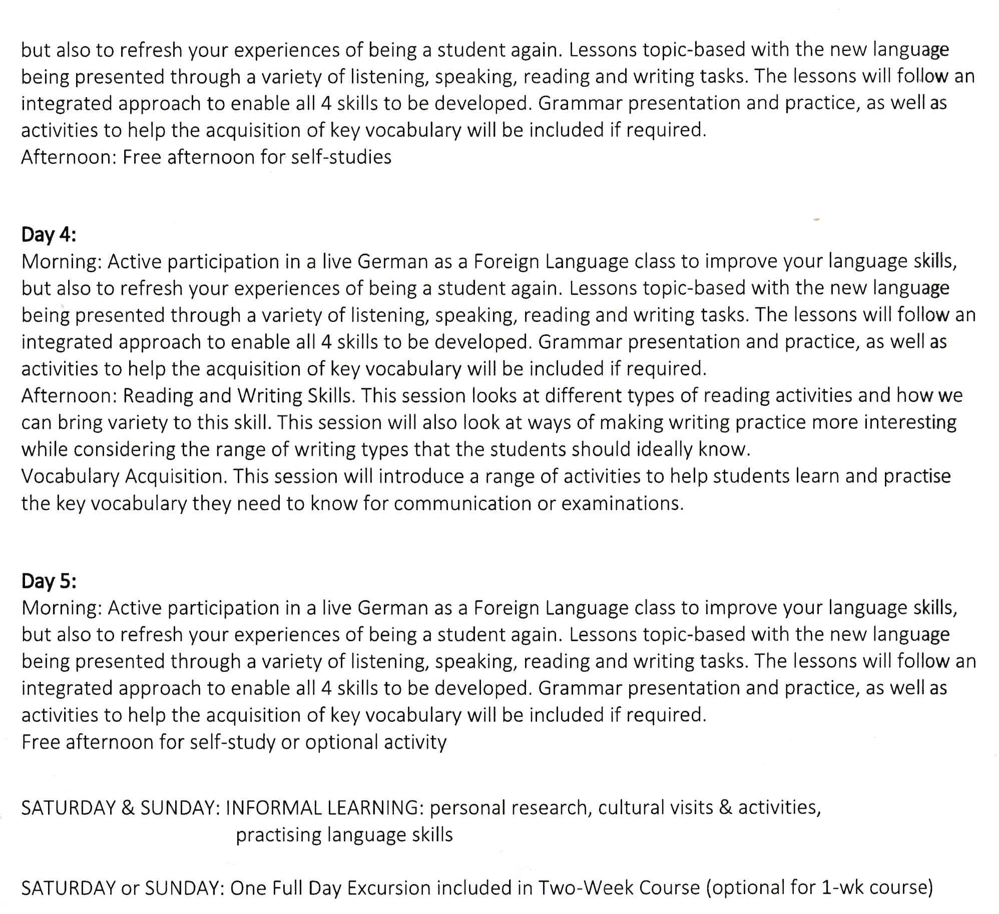 but also to refresh your experiences of being a student again. Lessons topic-based with the new language
being presented through a variety of listening, speaking, reading and writing tasks. The lessons will follow an
integrated approach to enable all 4 skills to be developed. Grammar presentation and practice, as well as
activities to help the acquisition of key vocabulary will be included if required.
Afternoon: Free afternoon for self-studies
Day 4:
Morning: Active participation in a live German as a Foreign Language class to improve your language skills,
but also to refresh your experiences of being a student again. Lessons topic-based with the new language
being presented through a variety of listening, speaking, reading and writing tasks. The lessons will follow an
integrated approach to enable all 4 skills to be developed. Grammar presentation and practice, as well as
activities to help the acquisition of key vocabulary will be included if required.
Afternoon: Reading and Writing Skills. This session looks at different types of reading activities and how we
can bring variety to this skill. This session will also look at ways of making writing practice more interesting
while considering the range of writing types that the students should ideally know.
Vocabulary Acquisition. This session will introduce a range of activities to help students learn and practise
the key vocabulary they need to know for communication or examinations.
Day 5:
Morning: Active participation in a live German as a Foreign Language class to improve your language skills,
but also to refresh your experiences of being a student again. Lessons topic-based with the new language
being presented through a variety of listening, speaking, reading and writing tasks. The lessons will follow an
integrated approach to enable all 4 skills to be developed. Grammar presentation and practice, as well as
activities to help the acquisition of key vocabulary will be included if required.
Free afternoon for self-study or optional activity
SATURDAY & SUNDAY: INFORMAL LEARNING: personal research, cultural visits & activities,
practising language skills
SATURDAY or SUNDAY: One Full Day Excursion included in Two-Week Course (optional for 1-wk course)